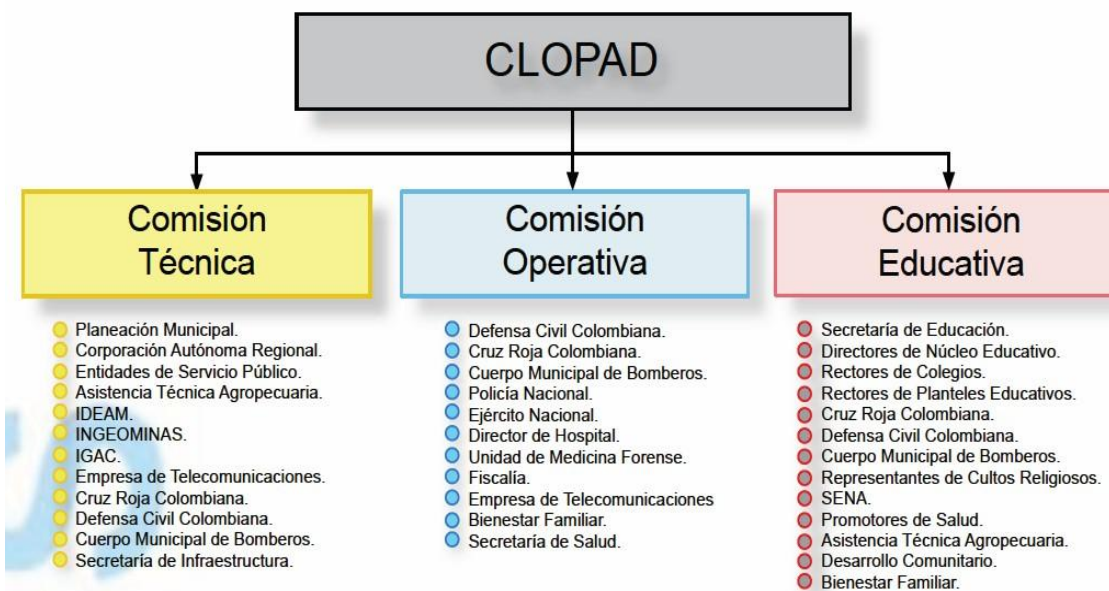 CLOPAD
Comisión
Técnica
Planeación Municipal.
Corporación Autónoma Regional.
Entidades de Servicio Público.
Asistencia Técnica Agropecuaria.
IDEAM.
INGEOMINAS.
IGAC.
Empresa de Telecomunicaciones.
Cruz Roja Colombiana.
Defensa Civil Colombiana.
Cuerpo Municipal de Bomberos.
Secretaría de Infraestructura.
Comisión
Operativa
Defensa Civil Colombiana.
Cruz Roja Colombiana.
Cuerpo Municipal de Bomberos.
Policía Nacional.
Ejército Nacional.
Director de Hospital.
Unidad de Medicina Forense.
Fiscalía.
Empresa de Telecomunicaciones
Bienestar Familiar.
Secretaría de Salud.
Comisión
Educativa
Secretaría de Educación.
Directores de Núcleo Educativo.
Rectores de Colegios.
Rectores de Planteles Educativos.
Cruz Roja Colombiana.
Defensa Civil Colombiana.
Cuerpo Municipal de Bomberos.
Representantes de Cultos Religiosos.
SENA.
Promotores de Salud.
Asistencia Técnica Agropecuaria.
Desarrollo Comunitario.
Bienestar Familiar.